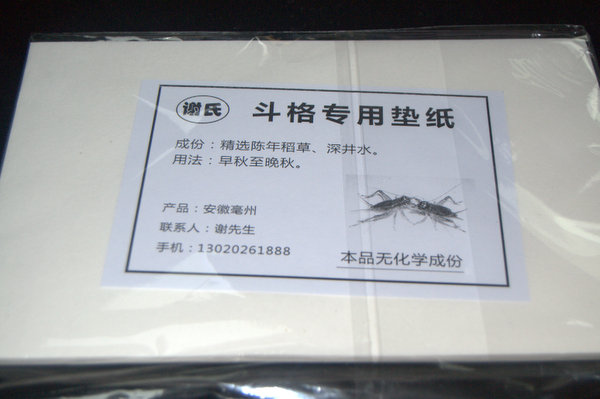 谢氏 斗格专用垫纸
成份：精选陈年稻草、深井水。
用法：早秋至晚秋。
产品：安徽亳州
联系人：谢先生
手机：13020261888
本品无化学成份